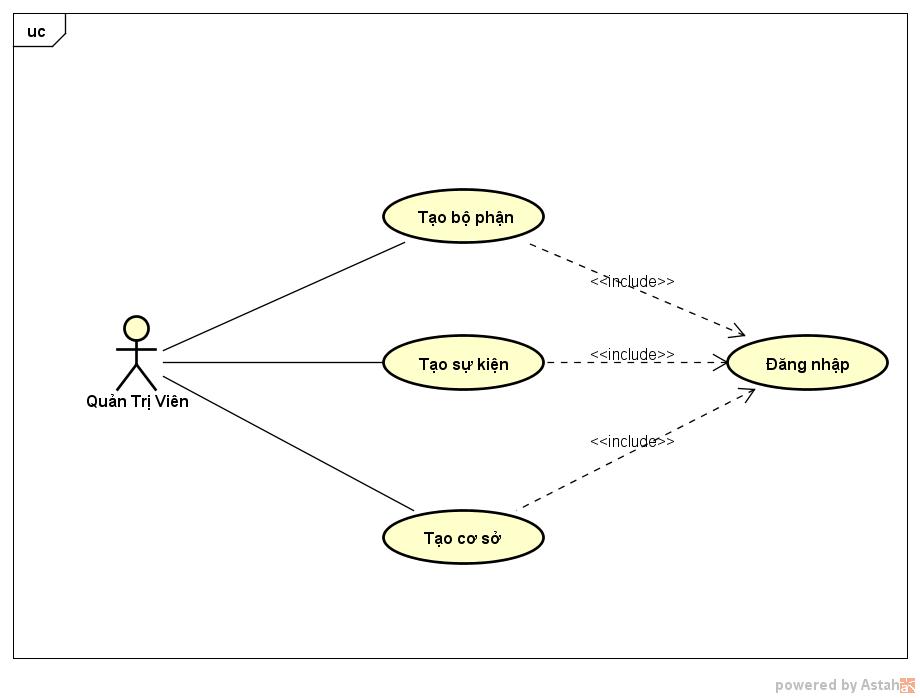 uc
Tạo bộ phận
<<include>>
Tạo sự kiện
<<include>>
Đăng nhập
Quản Trị Viên
<<include>>
Tạo cơ sở
powered by Astah